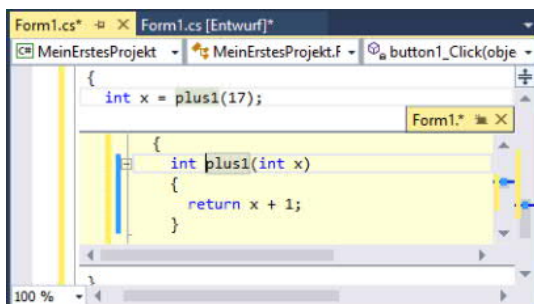 Form1.cs* Form1.cs [Entwurf]*
C# MeinErstesProjekt MeinErstesProjekt.F button1_Click(obje
{
int x = plus1(17);
Form1.*
{
int plus1(int x)
{
return x + 1;
}
}
100 %